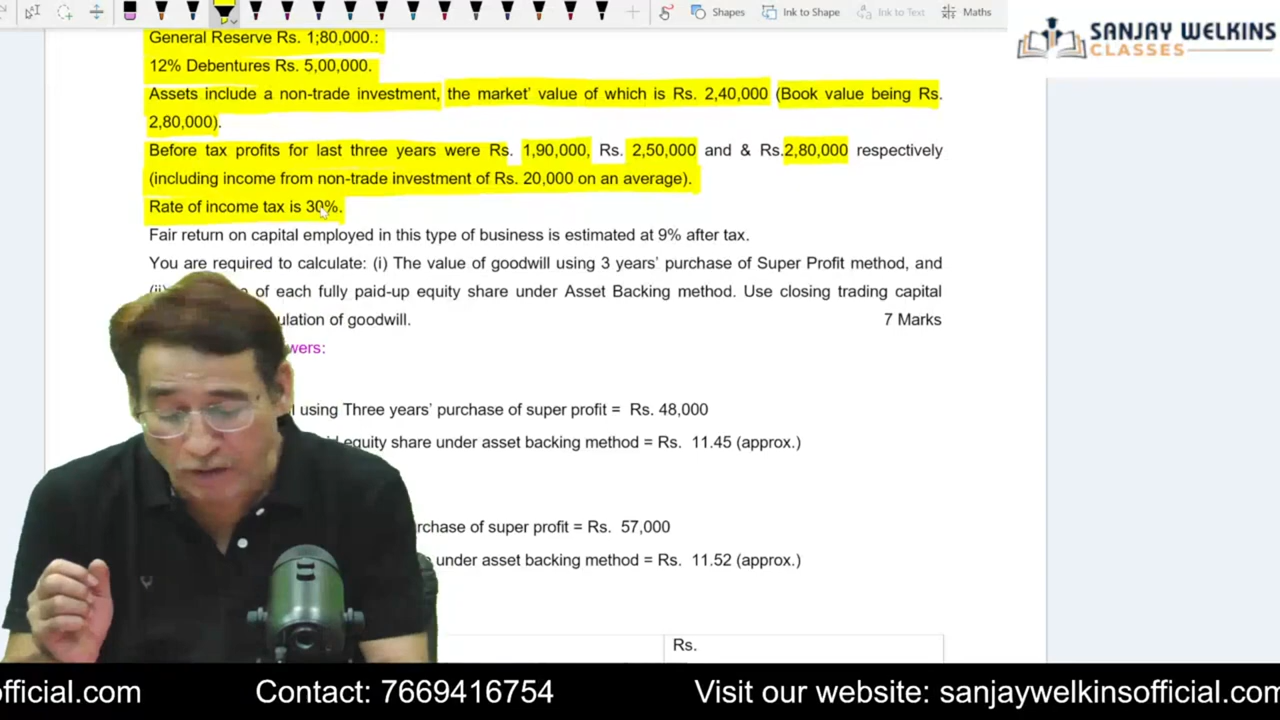 Shapes Ink to Shape Ink to Text Maths
SANJAY WELKINS
CLASSES
General Reserve Rs. 1;80,000.:
12% Debentures Rs. 5,00,000.
Assets include a non-trade investment, the market' value of which is Rs. 2,40,000 (Book value being Rs.
2,80,000).
Before tax profits for last three years were Rs. 1,90,000, Rs. 2,50,000 and & Rs.2,80,000 respectively
(including income from non-trade investment of Rs. 20,000 on an average).
Rate of income tax is 30%.
Fair return on capital employed in this type of business is estimated at 9% after tax.
You are required to calculate: (i) The value of goodwill using 3 years' purchase of Super Profit method, and
(ii) of each fully paid-up equity share under Asset Backing method. Use closing trading capital
ulation of goodwill. 7 Marks
wers:
using Three years' purchase of super profit = Rs. 48,000
equity share under asset backing method = Rs. 11.45 (approx.)
rchase of super profit = Rs. 57,000
under asset backing method = Rs. 11.52 (approx.)
Rs.
official.com Contact: 7669416754 Visit our website: sanjaywelkinsofficial.com